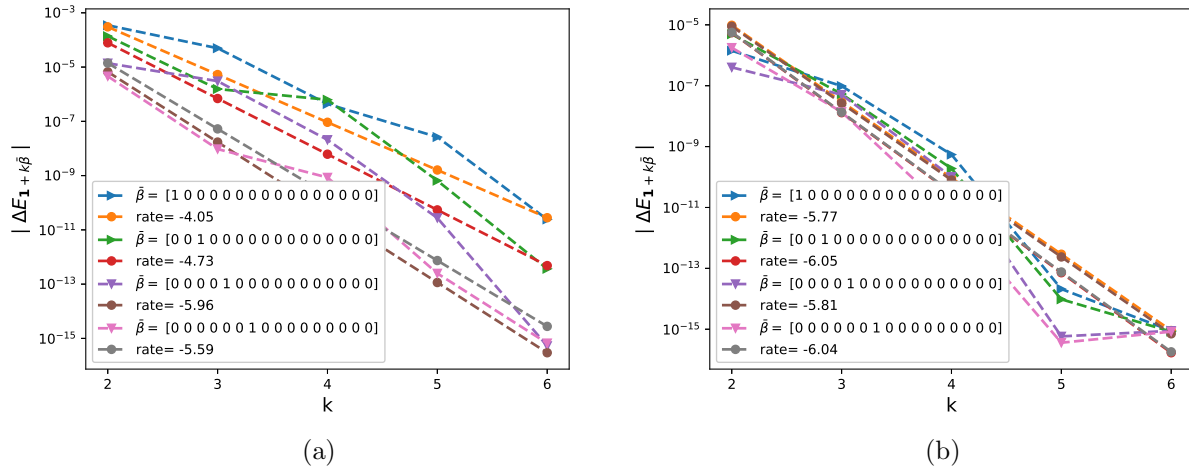 10⁻³
10⁻⁵
10⁻⁷
10⁻⁹
10⁻¹¹
10⁻¹³
10⁻¹⁵
| ΔE₁ ₊ ₖβ̄ |
β̄ = [1 0 0 0 0 0 0 0 0 0 0 0 0 0 0 0]
rate= -4.05
β̄ = [0 0 1 0 0 0 0 0 0 0 0 0 0 0 0 0]
rate= -4.73
β̄ = [0 0 0 0 1 0 0 0 0 0 0 0 0 0 0 0]
rate= -5.96
β̄ = [0 0 0 0 0 0 1 0 0 0 0 0 0 0 0 0]
rate= -5.59
2 3 4 5 6
k
(a)
10⁻⁵
10⁻⁷
10⁻⁹
10⁻¹¹
10⁻¹³
10⁻¹⁵
| ΔE₁ ₊ ₖβ̄ |
β̄ = [1 0 0 0 0 0 0 0 0 0 0 0 0 0 0 0]
rate= -5.77
β̄ = [0 0 1 0 0 0 0 0 0 0 0 0 0 0 0 0]
rate= -6.05
β̄ = [0 0 0 0 1 0 0 0 0 0 0 0 0 0 0 0]
rate= -5.81
β̄ = [0 0 0 0 0 0 1 0 0 0 0 0 0 0 0 0]
rate= -6.04
2 3 4 5 6
k
(b)